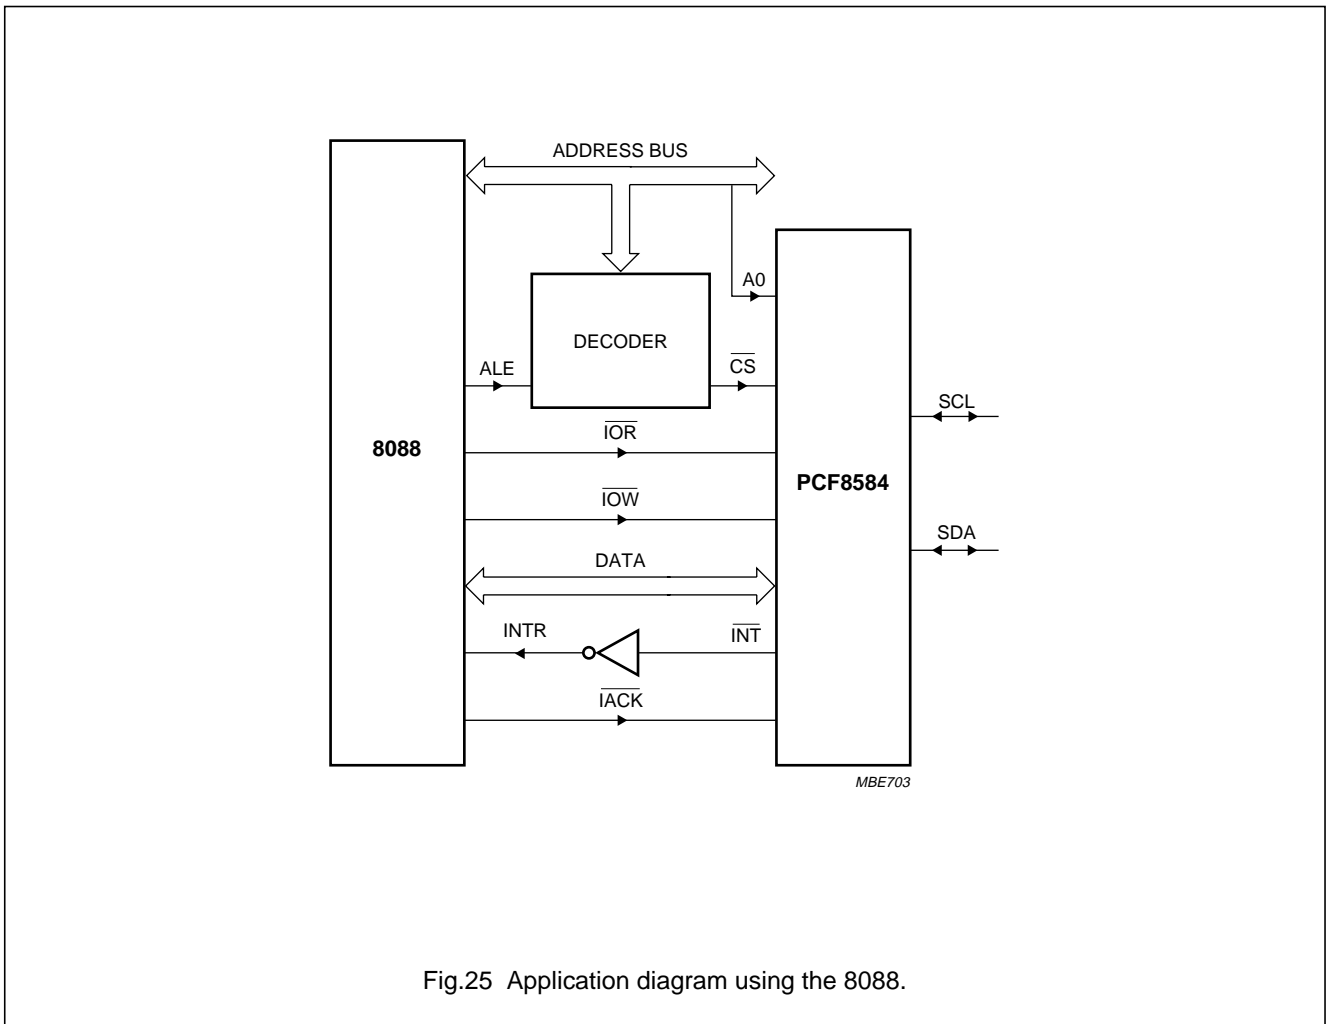 ADDRESS BUS
A0
DECODER
ALE
CS
SCL
IOR
8088
PCF8584
IOW
SDA
DATA
INTR
INT
IACK
MBE703
Fig.25 Application diagram using the 8088.